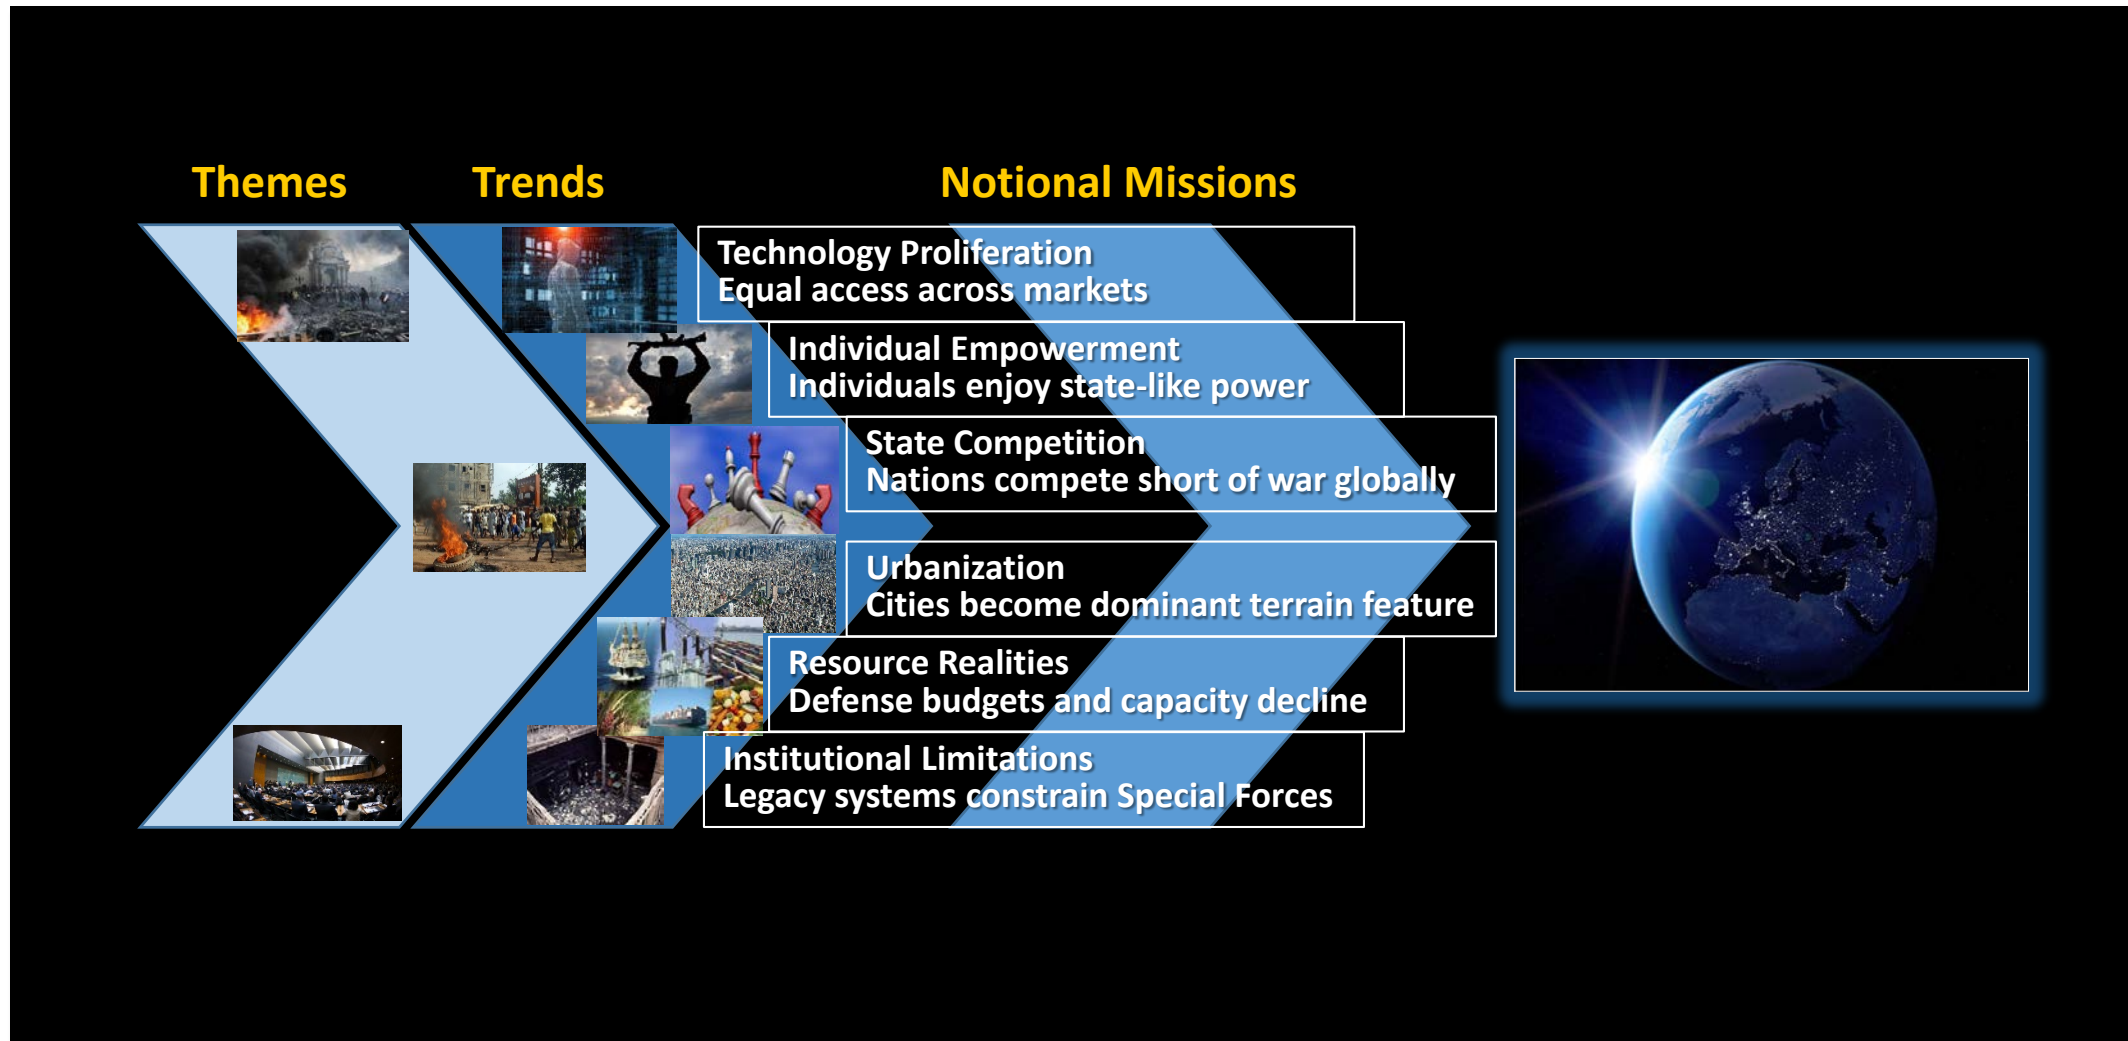 Themes
Trends
Notional Missions
Technology Proliferation
Equal access across markets
Individual Empowerment
Individuals enjoy state-like power
State Competition
Nations compete short of war globally
Urbanization
Cities become dominant terrain feature
Resource Realities
Defense budgets and capacity decline
Institutional Limitations
Legacy systems constrain Special Forces